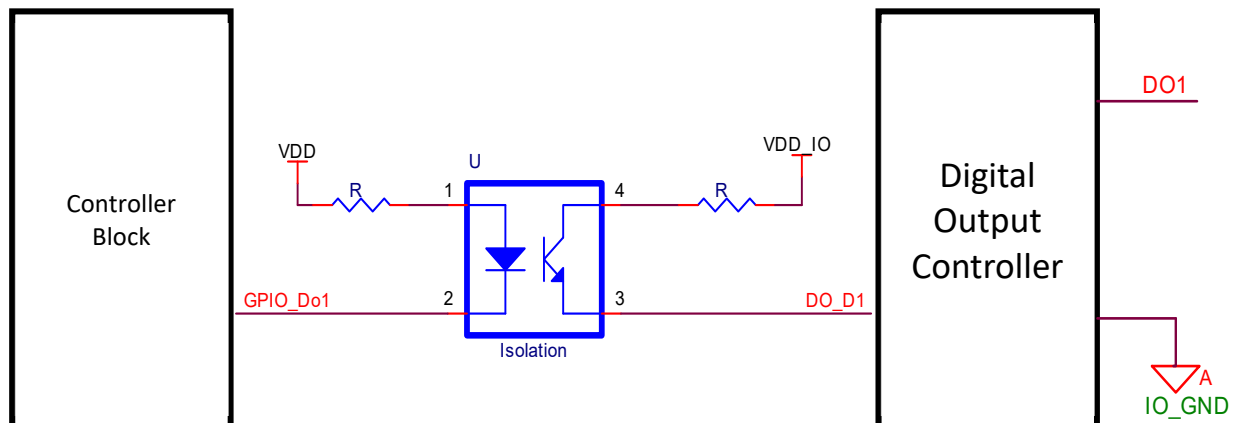 Controller
Block
VDD
R
U
1
2
GPIO_Do1
Isolation
4
3
R
VDD_IO
DO_D1
Digital
Output
Controller
DO1
A
IO_GND